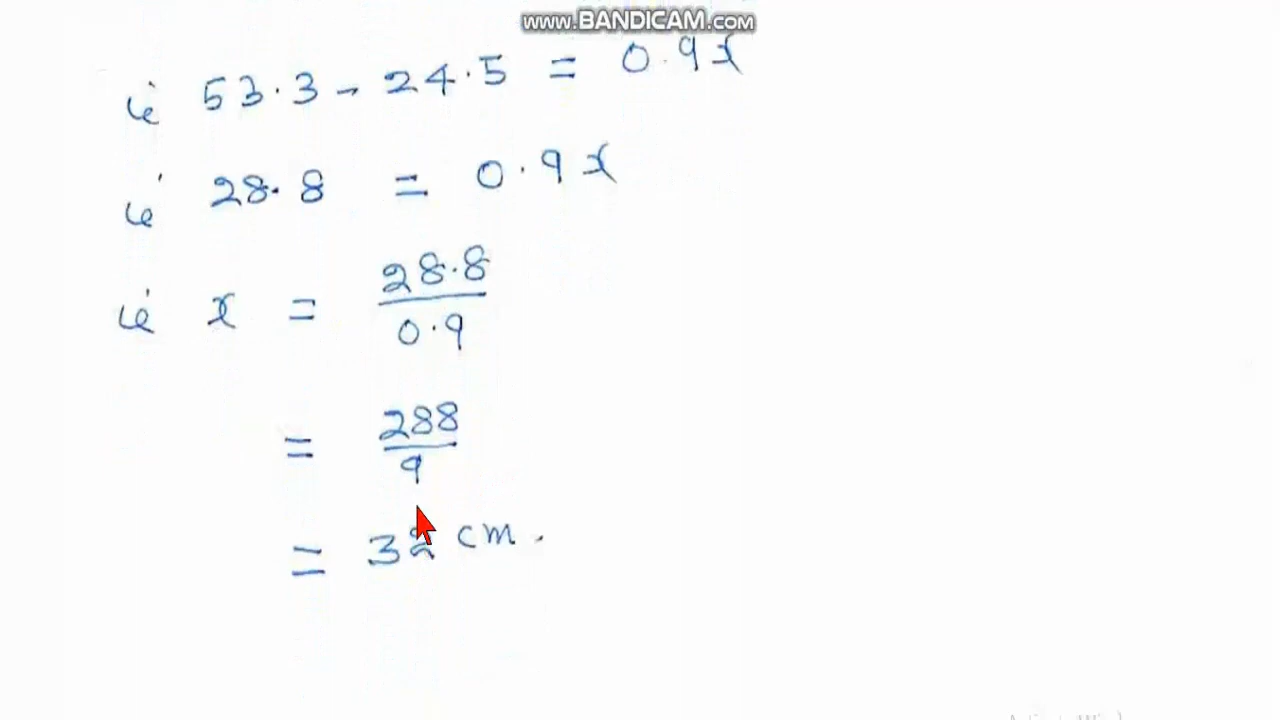 www.BANDICAM.com
ie 53.3 - 24.5 = 0.9x
ie 28.8 = 0.9x
ie x = 28.8/0.9
= 288/9
= 32 cm.